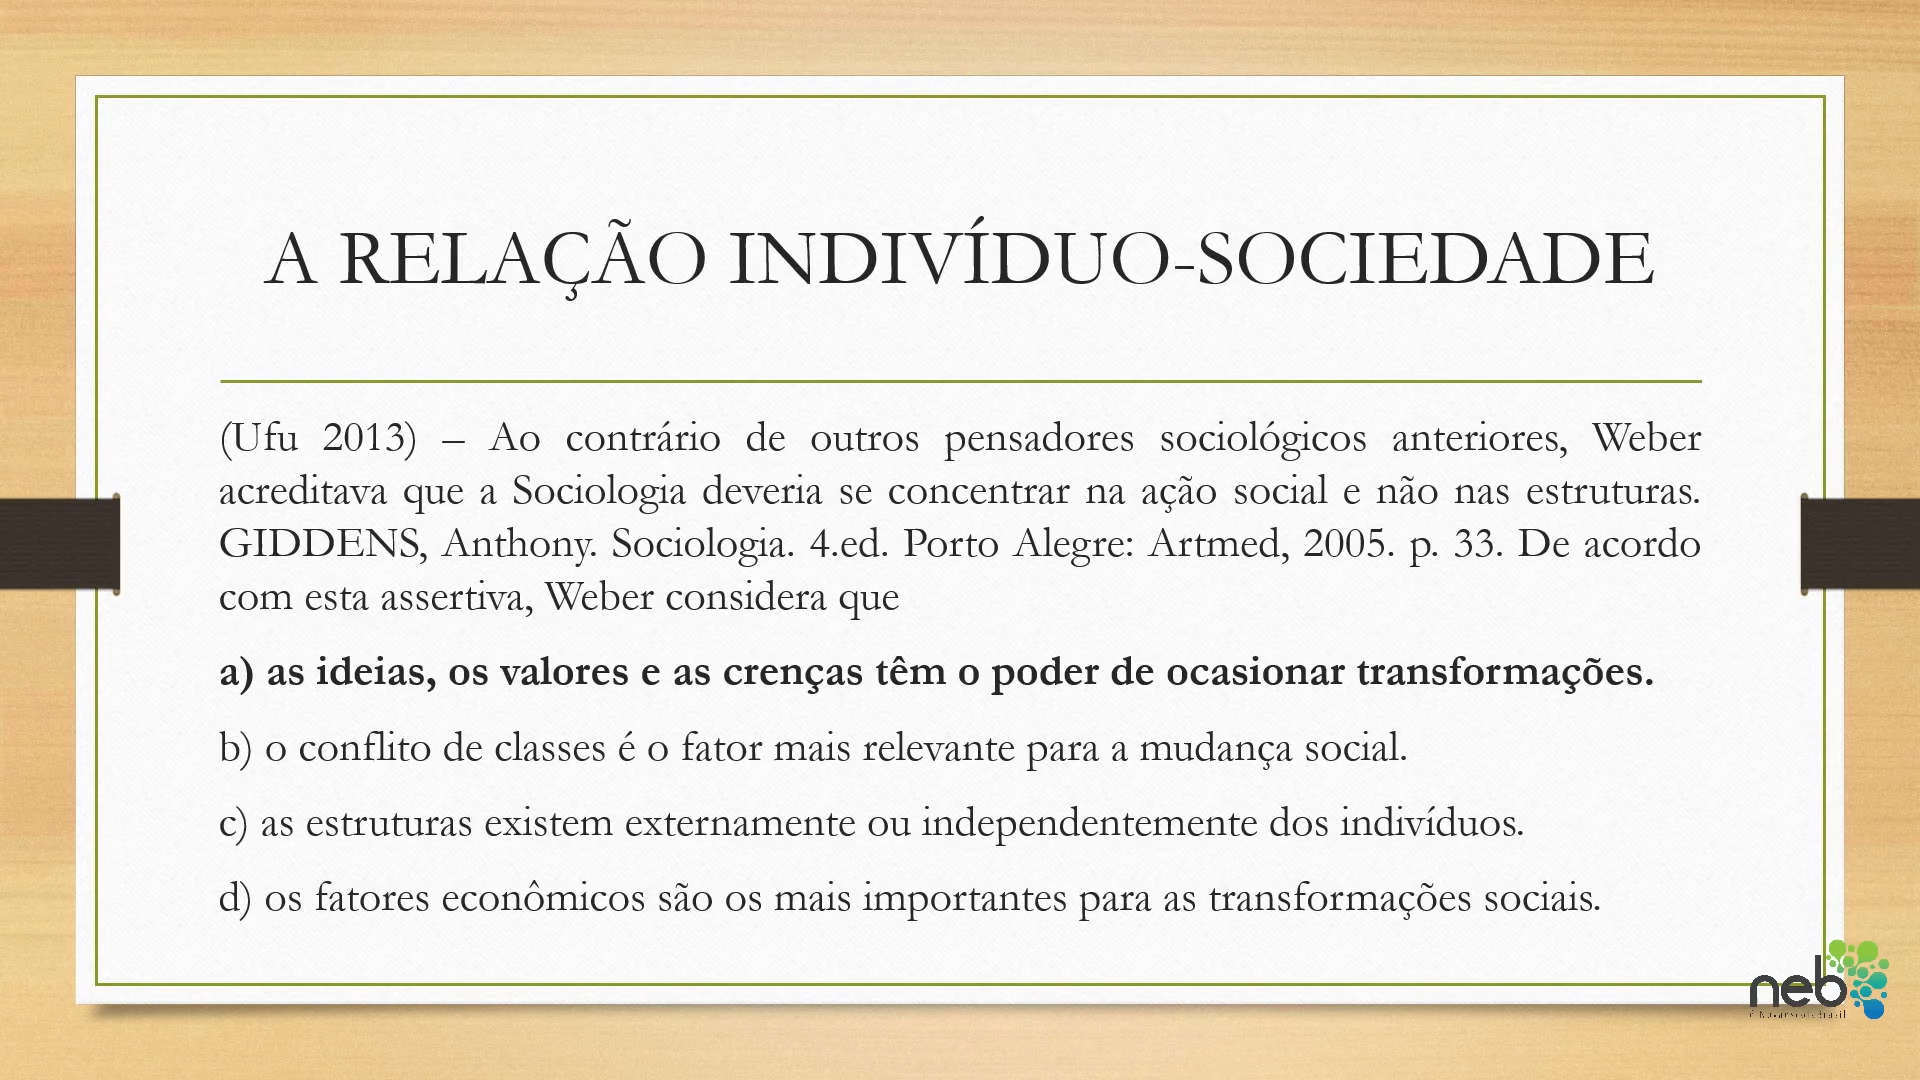 A RELAÇÃO INDIVÍDUO-SOCIEDADE
(Ufu 2013) – Ao contrário de outros pensadores sociológicos anteriores, Weber
acreditava que a Sociologia deveria se concentrar na ação social e não nas estruturas.
GIDDENS, Anthony. Sociologia. 4.ed. Porto Alegre: Artmed, 2005. p. 33. De acordo
com esta assertiva, Weber considera que
a) as ideias, os valores e as crenças têm o poder de ocasionar transformações.
b) o conflito de classes é o fator mais relevante para a mudança social.
c) as estruturas existem externamente ou independentemente dos indivíduos.
d) os fatores econômicos são os mais importantes para as transformações sociais.
neb